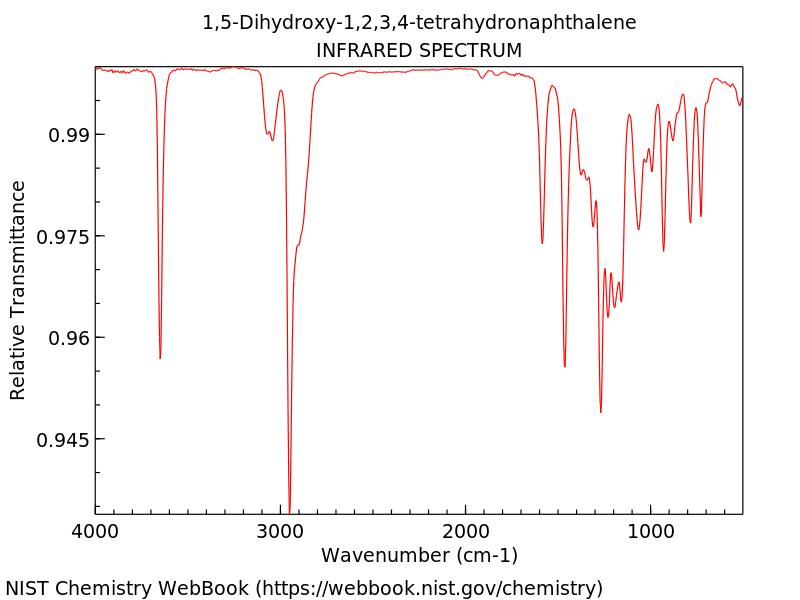 1,5-Dihydroxy-1,2,3,4-tetrahydronaphthalene
INFRARED SPECTRUM
0.99
0.975
0.96
0.945
Relative Transmittance
4000 3000 2000 1000
Wavenumber (cm-1)
NIST Chemistry WebBook (https://webbook.nist.gov/chemistry)